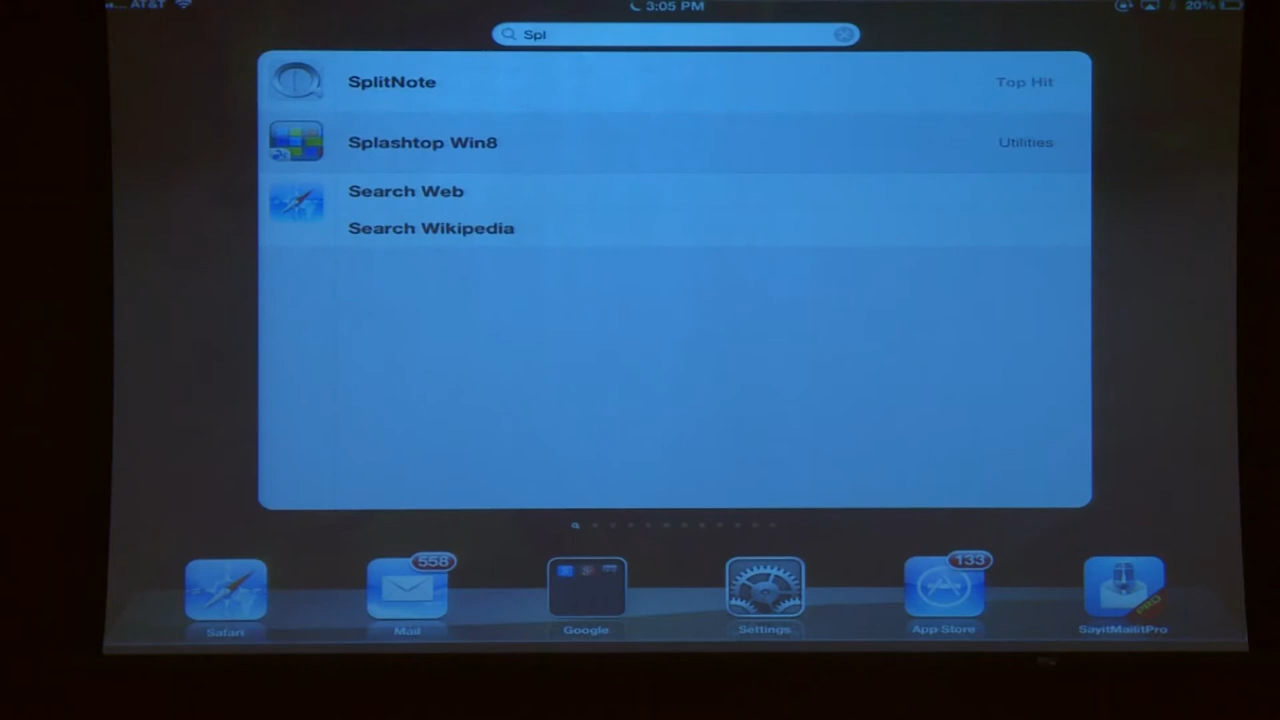 AT&T 3:05 PM 20%
Spl
SplitNote Top Hit
Splashtop Win8 Utilities
Search Web
Search Wikipedia
558 133
PRO
Safari Mail Google Settings App Store SayitMailitPro